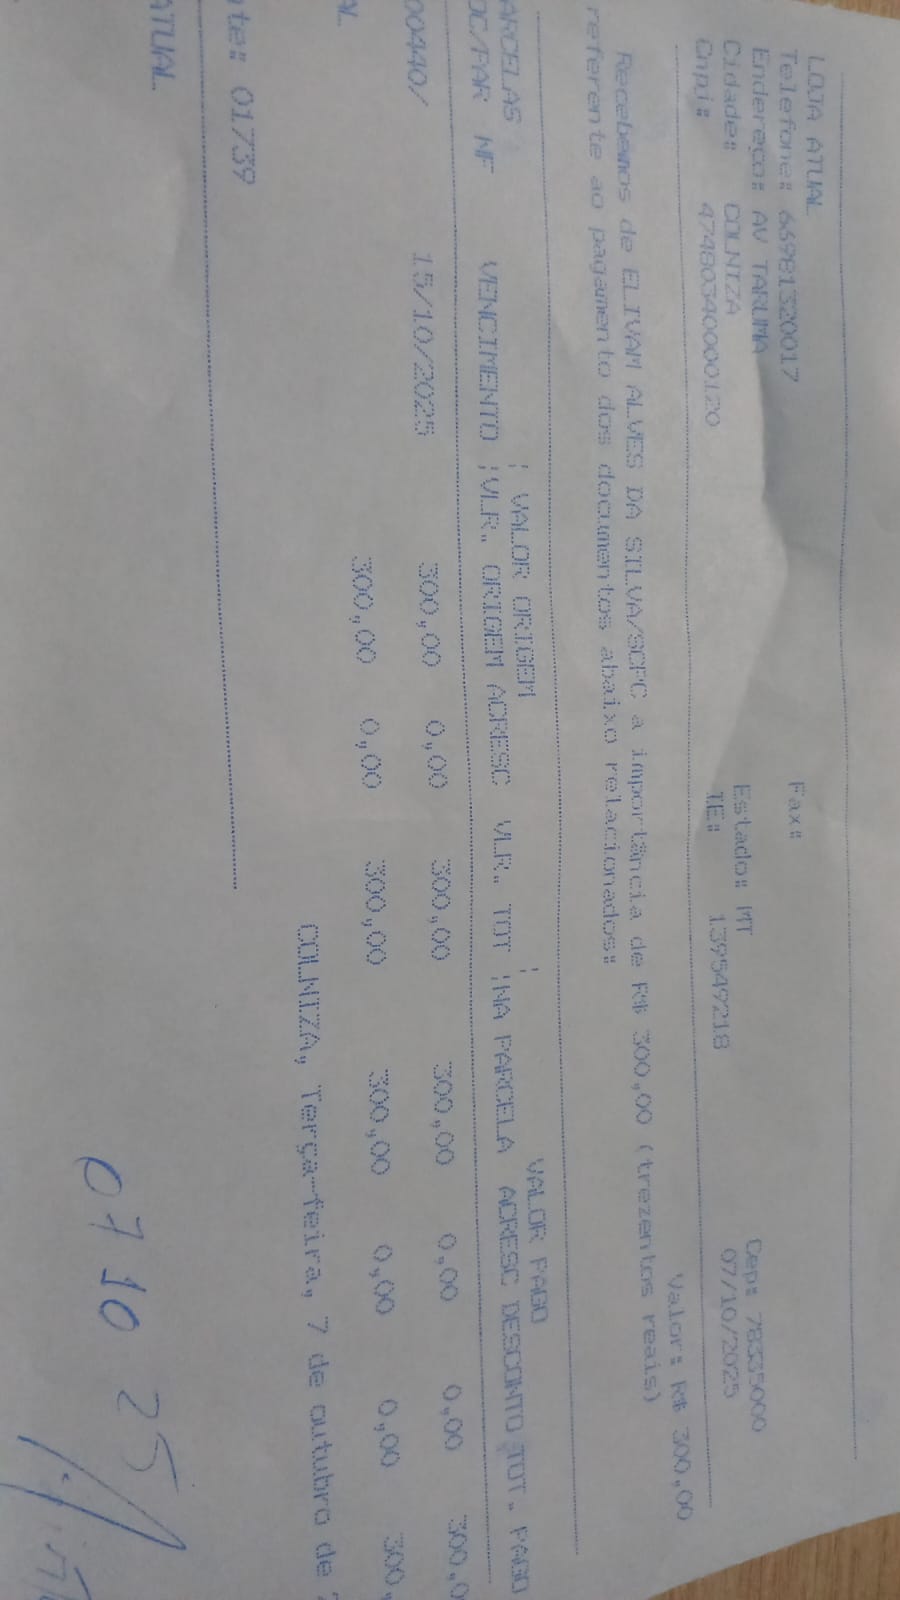 LOJA ATUAL
Telefone: 66981320017 Fax:
Endereço: AV TARUMA Cep: 78335000
Cidade: COLNIZA Estado: MT 07/10/2025
Cnpj: 47480340000120 IE: 139549218
Valor: R$ 300,00
Recebemos de ELIVAM ALVES DA SILVA/SCPC a importância de R$ 300,00 (trezentos reais)
referente ao pagamento dos documentos abaixo relacionados:
ARCELAS ¦ VALOR ORIGEM ¦ VALOR PAGO
OC/PAR NF VENCIMENTO ¦VLR. ORIGEM ACRESC VLR. TOT ¦NA PARCELA ACRESC DESCONTO TOT. PAGO
00440/ 15/10/2025 300,00 0,00 300,00 300,00 0,00 0,00 300,0
AL 300,00 0,00 300,00 300,00 0,00 0,00 300,
COLNIZA, Terça-feira, 7 de outubro de
nte: 01739
ATUAL
07 10 25